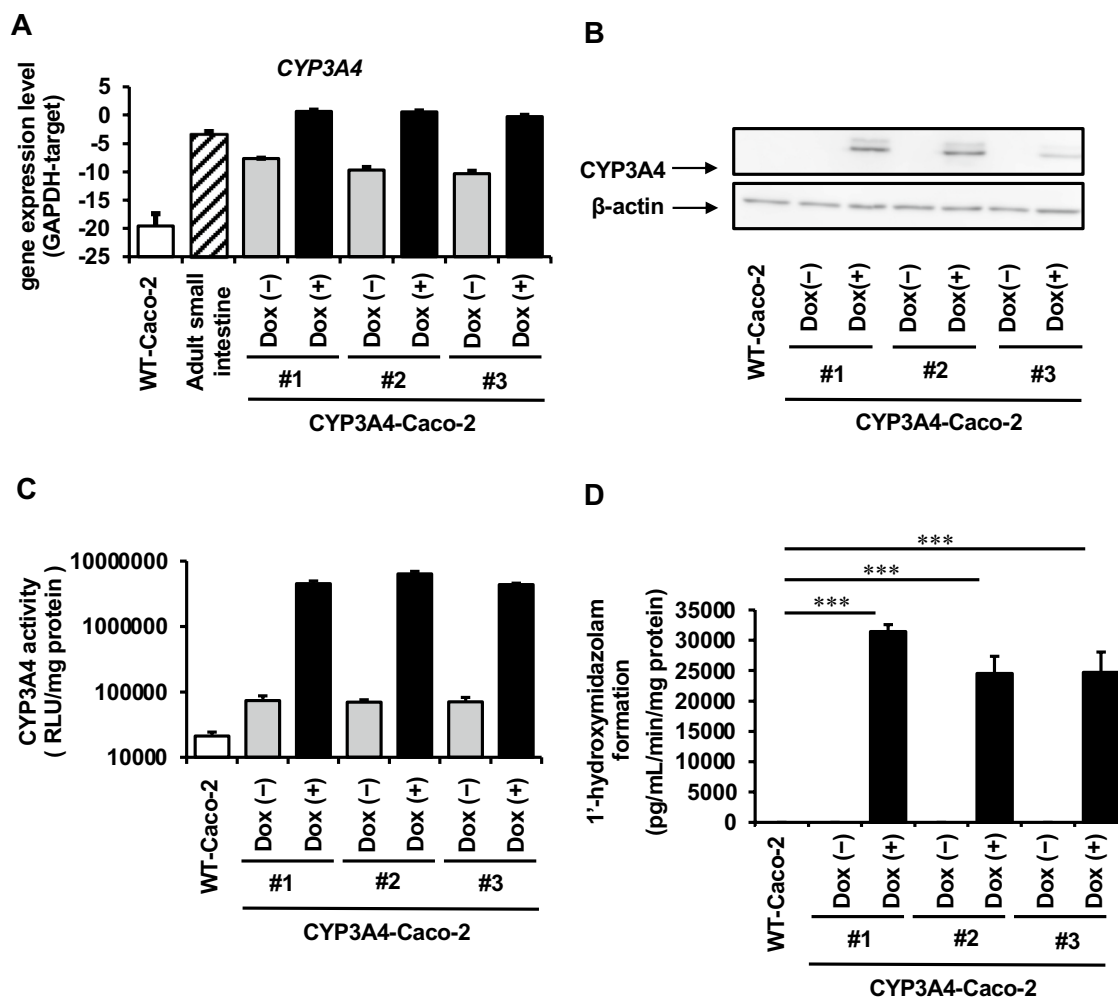 A
CYP3A4
gene expression level
(GAPDH-target)
5
0
-5
-10
-15
-20
-25
WT-Caco-2
Adult small
intestine
Dox (−)
Dox (+)
Dox (−)
Dox (+)
Dox (−)
Dox (+)
#1
#2
#3
CYP3A4-Caco-2
B
CYP3A4
β-actin
WT-Caco-2
Dox(−)
Dox(+)
Dox(−)
Dox(+)
Dox(−)
Dox(+)
#1
#2
#3
CYP3A4-Caco-2
C
CYP3A4 activity
( RLU/mg protein )
10000000
1000000
100000
10000
WT-Caco-2
Dox (−)
Dox (+)
Dox (−)
Dox (+)
Dox (−)
Dox (+)
#1
#2
#3
CYP3A4-Caco-2
D
1’-hydroxymidazolam
formation
(pg/mL/min/mg protein)
***
***
***
35000
30000
25000
20000
15000
10000
5000
0
WT-Caco-2
Dox (−)
Dox (+)
Dox (−)
Dox (+)
Dox (−)
Dox (+)
#1
#2
#3
CYP3A4-Caco-2